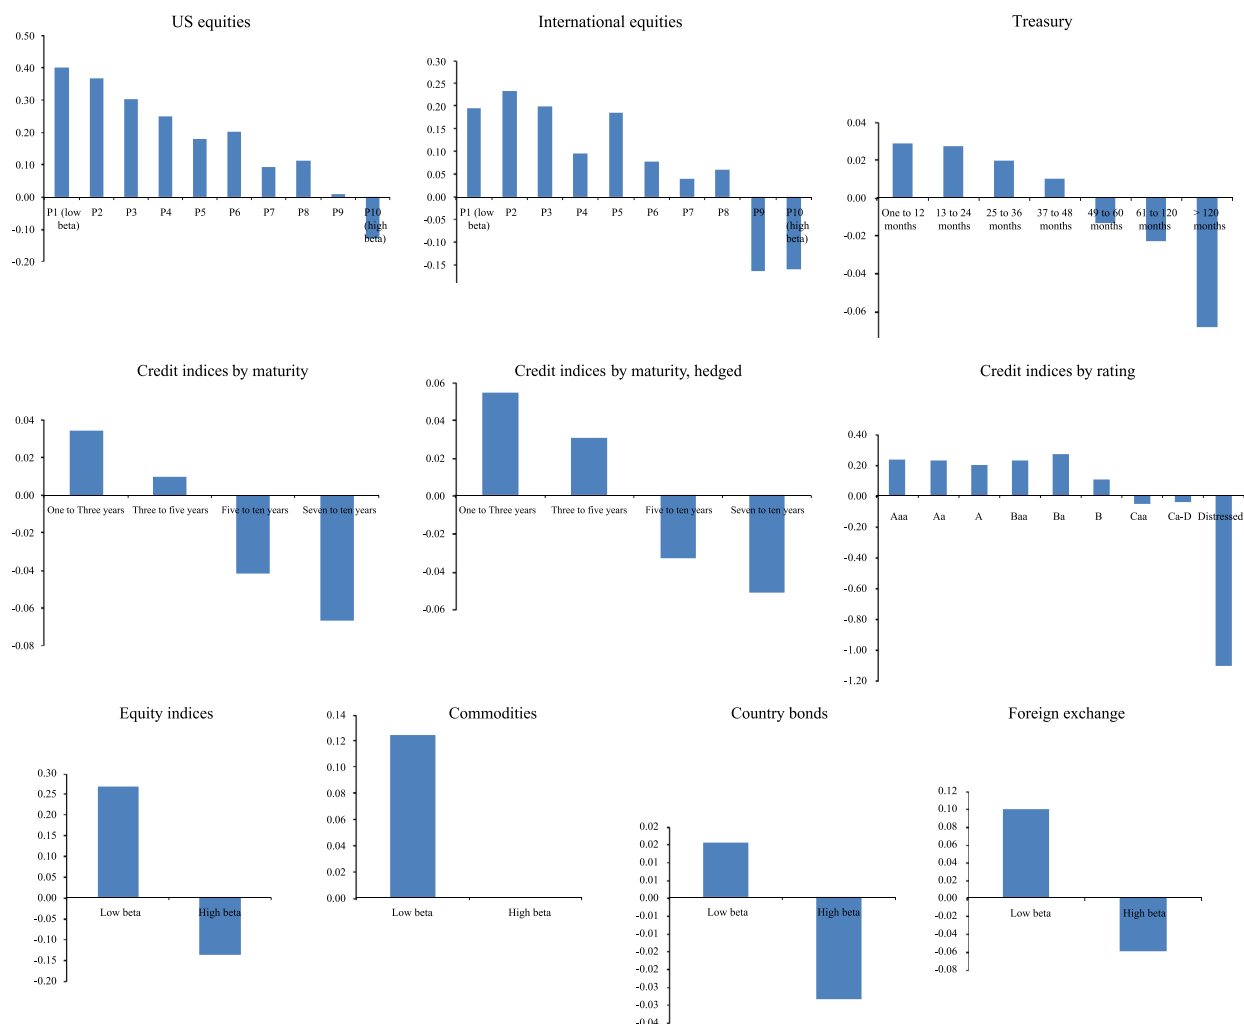 US equities
0.50
0.40
0.30
0.20
0.10
0.00
-0.10
-0.20
P1 (low
beta)
P2
P3
P4
P5
P6
P7
P8
P9
P10
(high
beta)
International equities
0.30
0.25
0.20
0.15
0.10
0.05
0.00
-0.05
-0.10
-0.15
P1 (low
beta)
P2
P3
P4
P5
P6
P7
P8
P9
P10
(high
beta)
Treasury
0.04
0.02
0.00
-0.02
-0.04
-0.06
One to 12
months
13 to 24
months
25 to 36
months
37 to 48
months
49 to 60
months
61 to 120
months
> 120
months
Credit indices by maturity
0.04
0.02
0.00
-0.02
-0.04
-0.06
-0.08
One to Three years
Three to five years
Five to ten years
Seven to ten years
Credit indices by maturity, hedged
0.06
0.04
0.02
0.00
-0.02
-0.04
-0.06
One to Three years
Three to five years
Five to ten years
Seven to ten years
Credit indices by rating
0.40
0.20
0.00
-0.20
-0.40
-0.60
-0.80
-1.00
-1.20
Aaa
Aa
A
Baa
Ba
B
Caa
Ca-D
Distressed
Equity indices
0.30
0.25
0.20
0.15
0.10
0.05
0.00
-0.05
-0.10
-0.15
-0.20
Low beta
High beta
Commodities
0.14
0.12
0.10
0.08
0.06
0.04
0.02
0.00
Low beta
High beta
Country bonds
0.02
0.02
0.01
0.01
0.00
-0.01
-0.01
-0.02
-0.02
-0.03
-0.03
-0.04
Low beta
High beta
Foreign exchange
0.12
0.10
0.08
0.06
0.04
0.02
0.00
-0.02
-0.04
-0.06
-0.08
Low beta
High beta